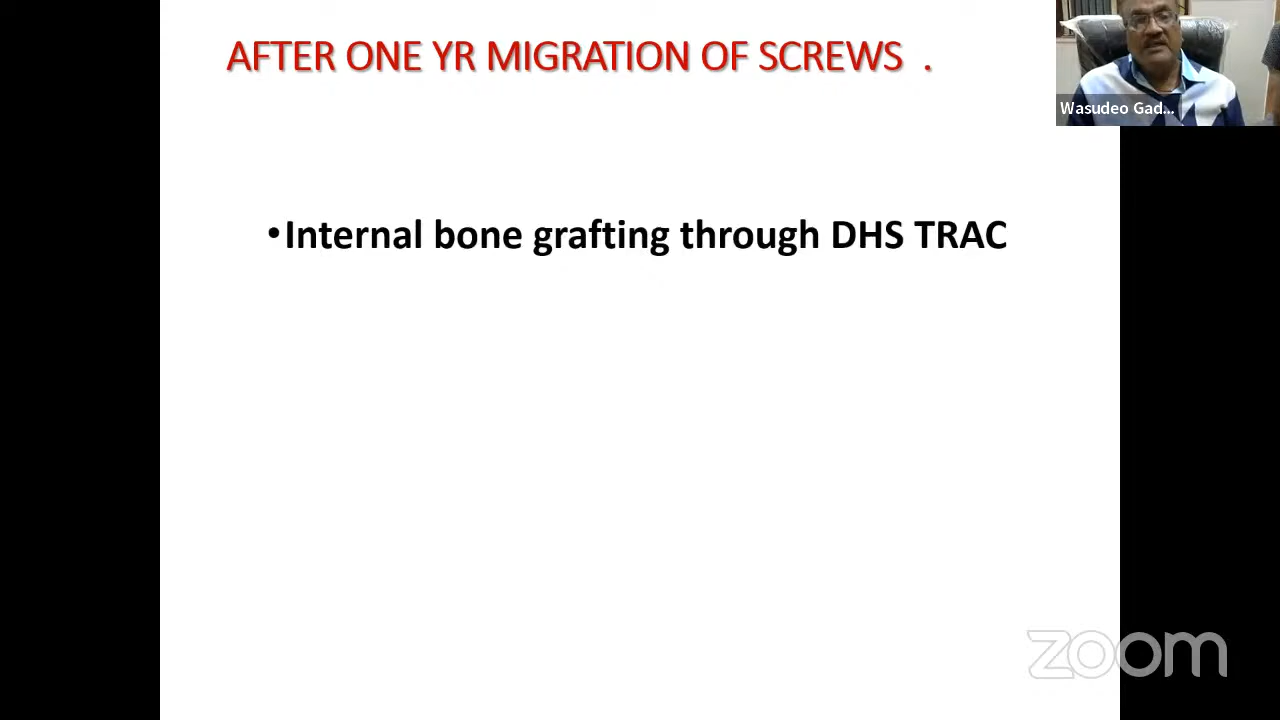 AFTER ONE YR MIGRATION OF SCREWS .
Wasudeo Gad...
•Internal bone grafting through DHS TRAC
zoom